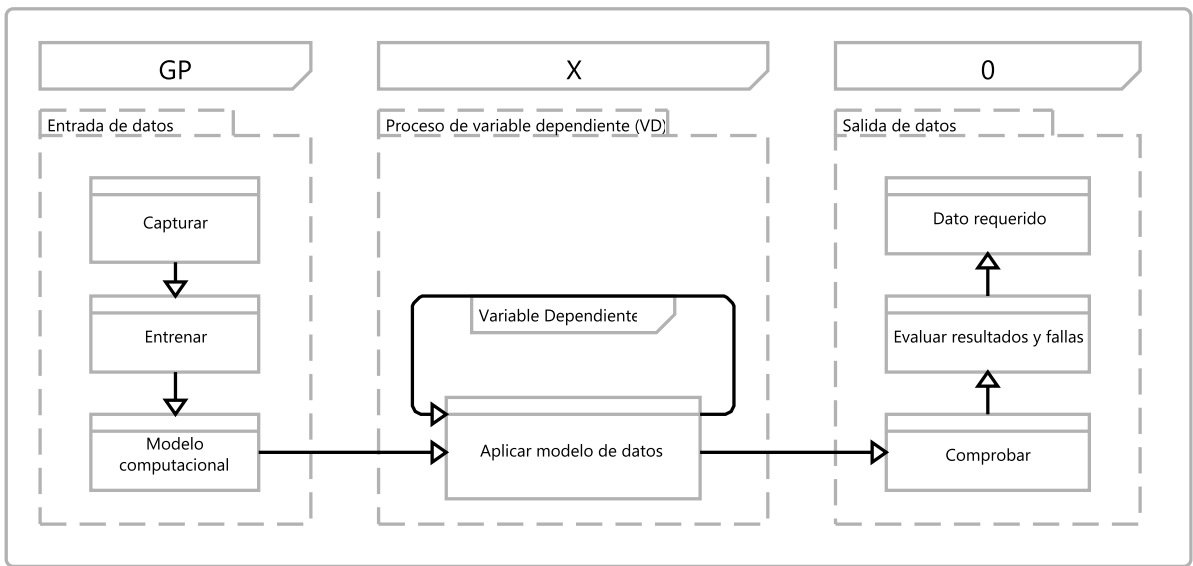 GP
X
0
Entrada de datos
Proceso de variable dependiente (VD)
Salida de datos
Capturar
Entrenar
Modelo
computacional
Variable Dependiente
Aplicar modelo de datos
Dato requerido
Evaluar resultados y fallas
Comprobar